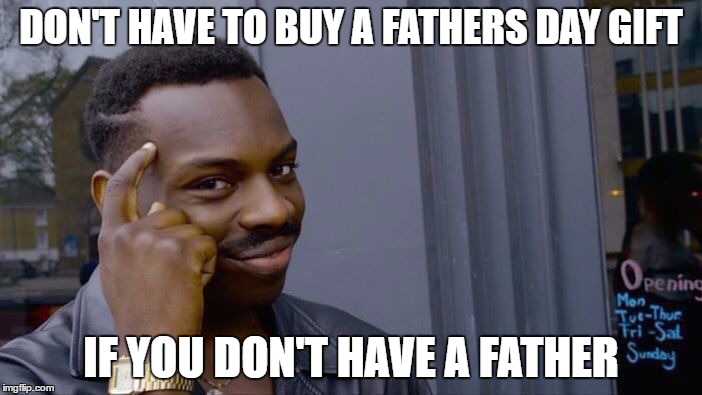 DON'T HAVE TO BUY A FATHERS DAY GIFT
Opening
Mon
Tue-Thur
Fri-Sat
Sunday
IF YOU DON'T HAVE A FATHER
imgflip.com